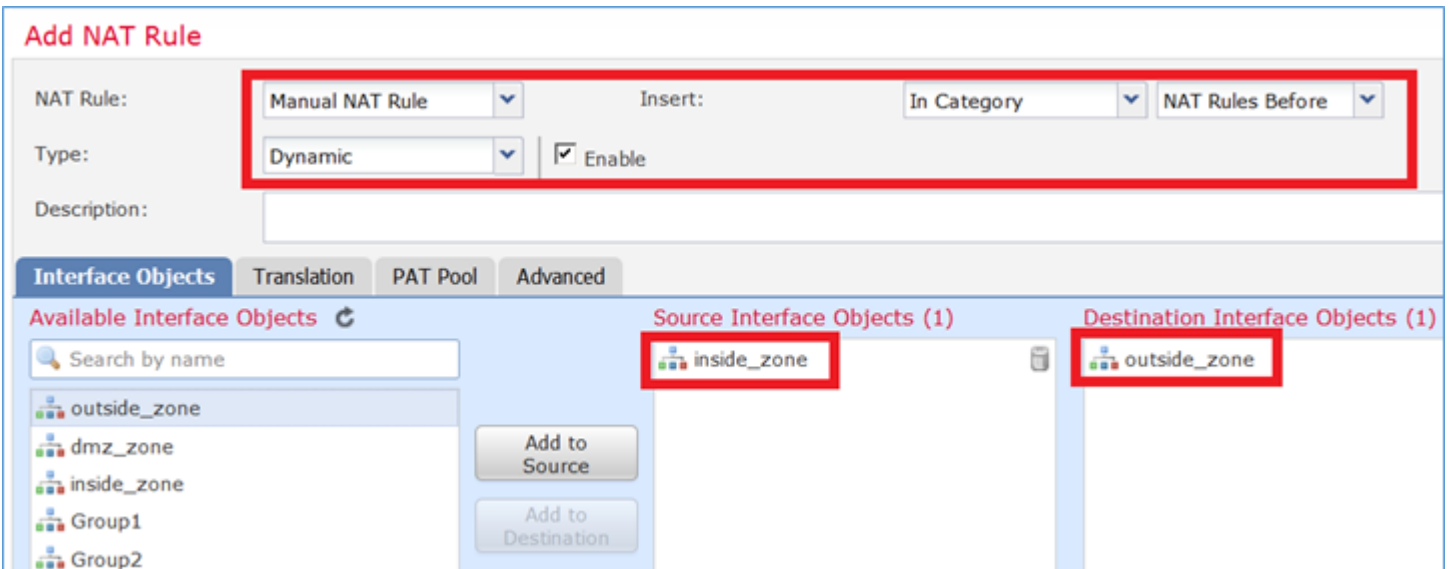 Add NAT Rule
NAT Rule: Manual NAT Rule Insert: In Category NAT Rules Before
Type: Dynamic Enable
Description:
Interface Objects Translation PAT Pool Advanced
Available Interface Objects Source Interface Objects (1) Destination Interface Objects (1)
Search by name inside_zone outside_zone
outside_zone
dmz_zone
Add to
Source
inside_zone
Group1
Add to
Destination
Group2